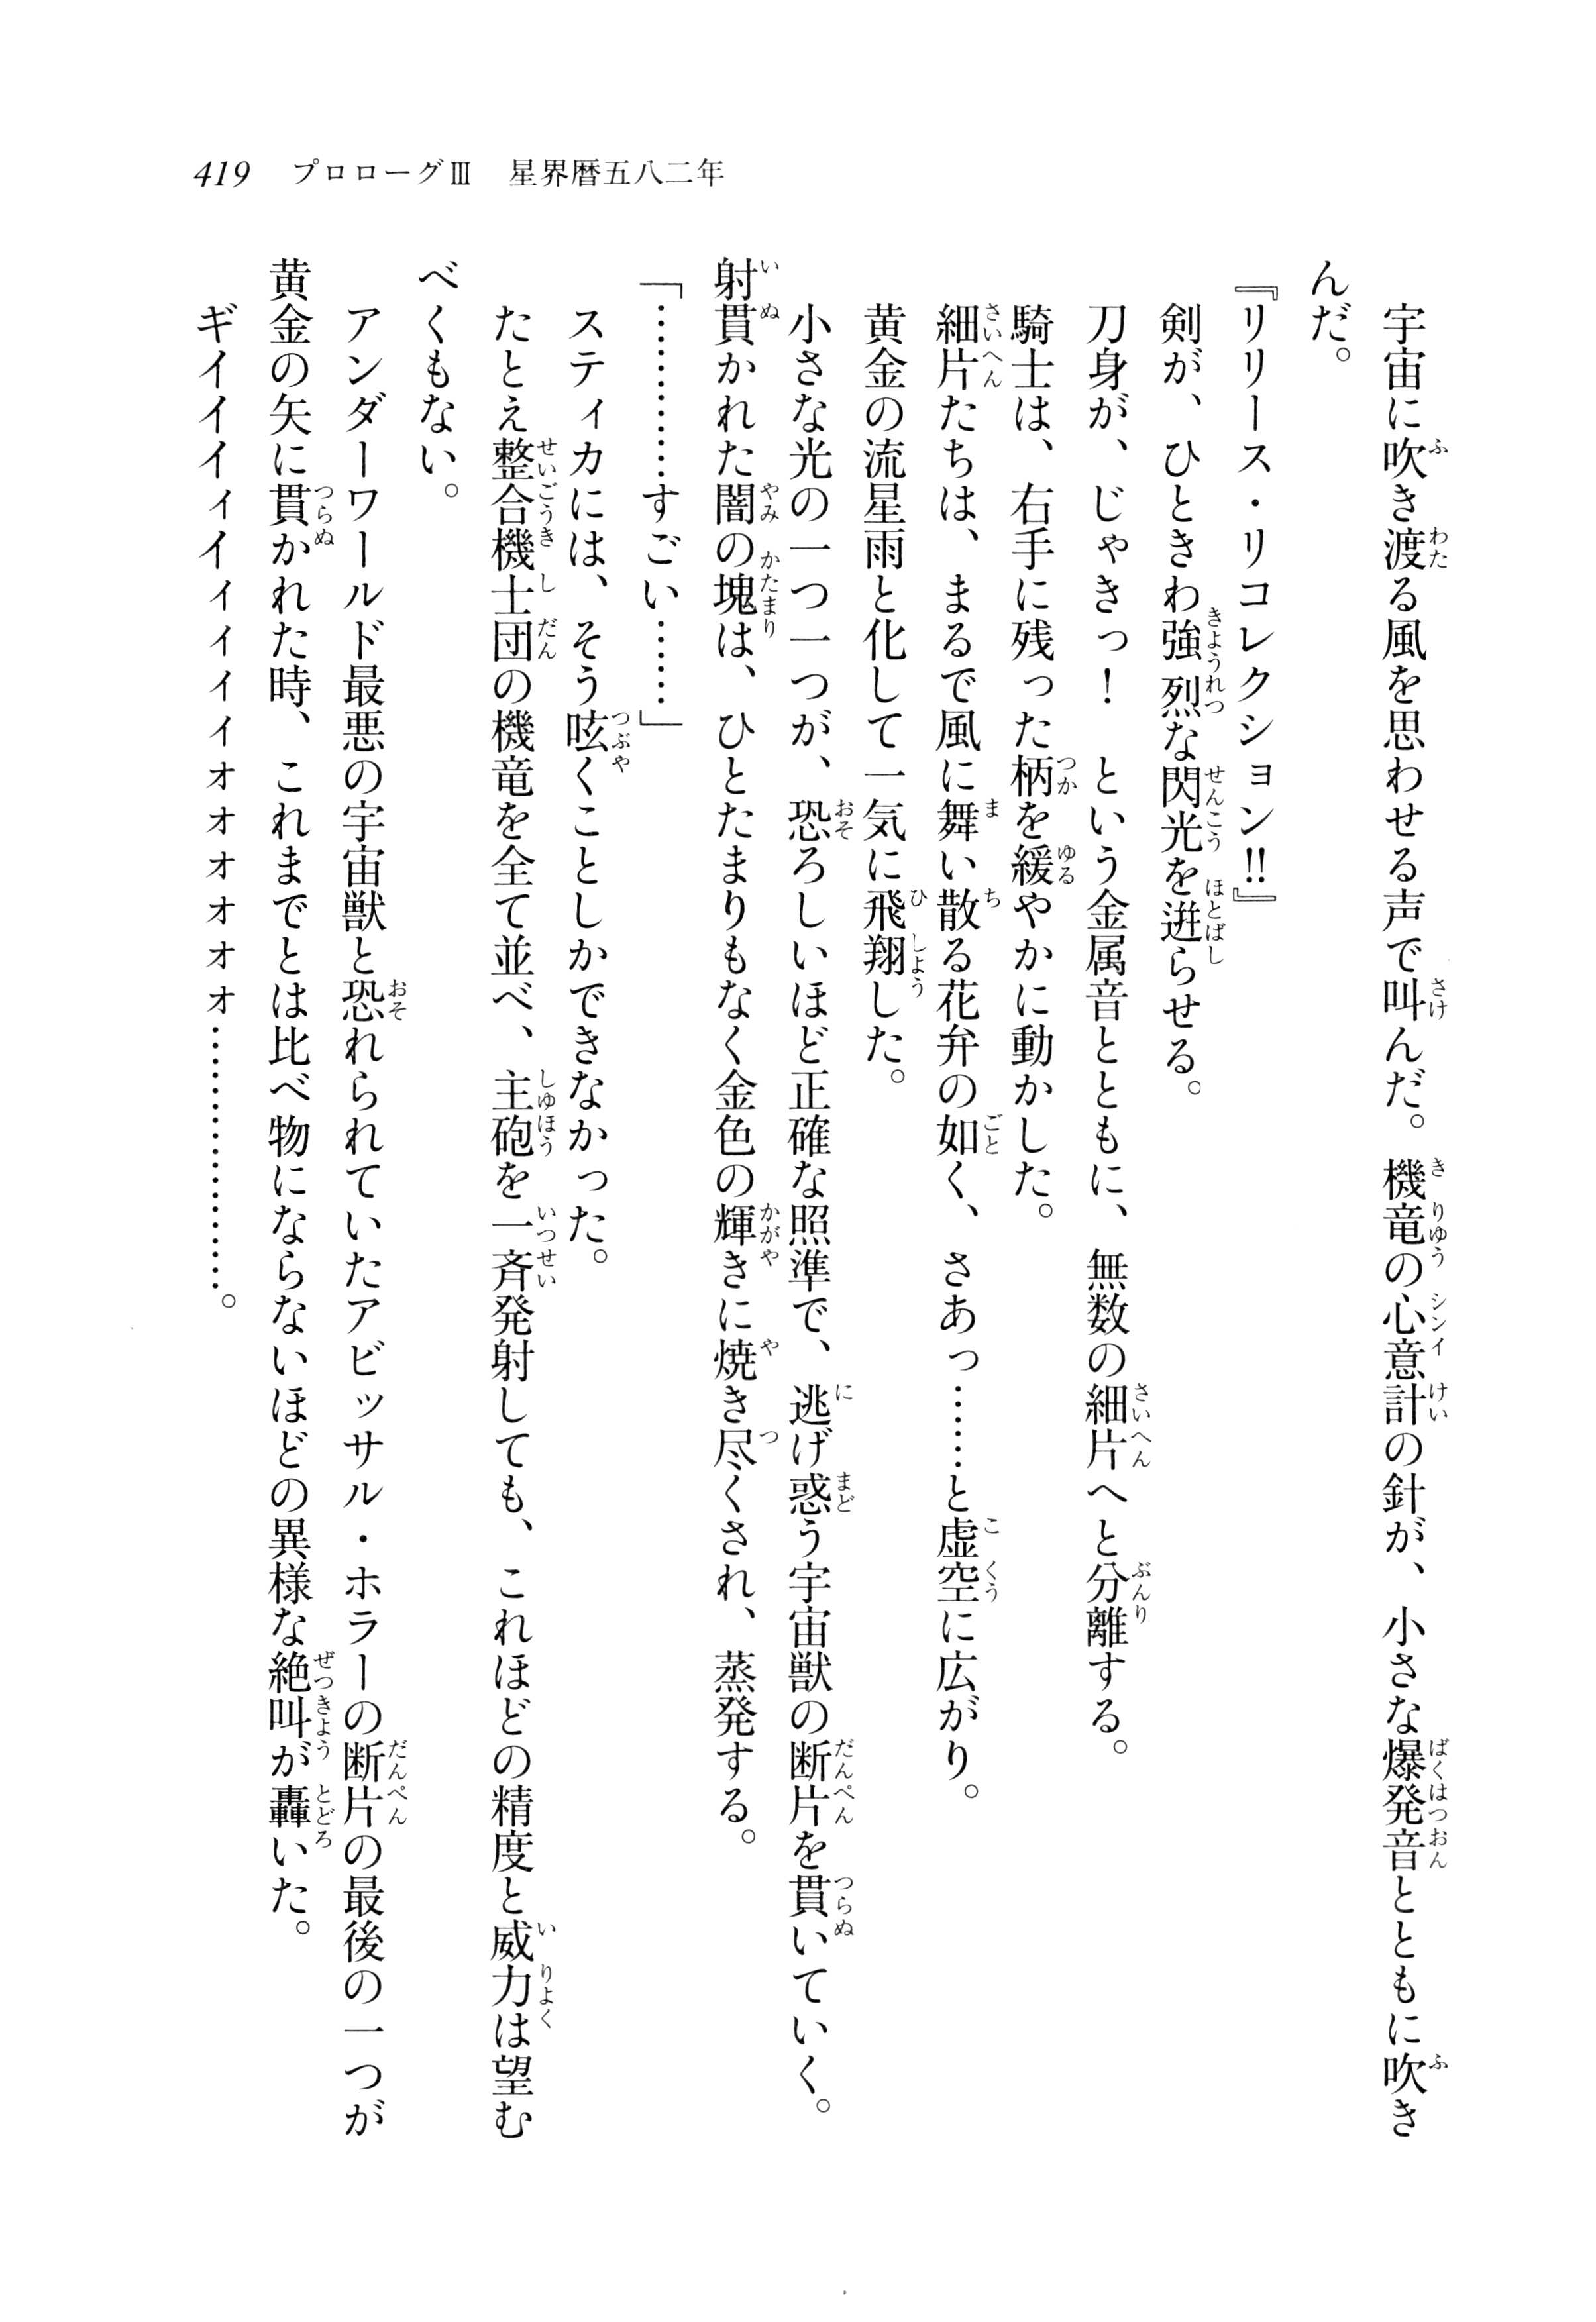 419　プロローグⅢ　星界暦五八二年
　宇宙に吹き渡る風を思わせる声で叫んだ。機竜の心意計の針が、小さな爆発音とともに吹き
んだ。
『リリース・リコレクション‼』
　剣が、ひときわ強烈な閃光を迸らせる。
　刀身が、じゃきっ！　という金属音とともに、無数の細片へと分離する。
　騎士は、右手に残った柄を緩やかに動かした。
　細片たちは、まるで風に舞い散る花弁の如く、さあっ……と虚空に広がり。
　黄金の流星雨と化して一気に飛翔した。
　小さな光の一つ一つが、恐ろしいほど正確な照準で、逃げ惑う宇宙獣の断片を貫いていく。
射貫かれた闇の塊は、ひとたまりもなく金色の輝きに焼き尽くされ、蒸発する。
「…………すごい……」
　スティカには、そう呟くことしかできなかった。
　たとえ整合機士団の機竜を全て並べ、主砲を一斉発射しても、これほどの精度と威力は望む
べくもない。
　アンダーワールド最悪の宇宙獣と恐れられていたアビッサル・ホラーの断片の最後の一つが
黄金の矢に貫かれた時、これまでとは比べ物にならないほどの異様な絶叫が轟いた。
　ギイイイィイィィィィォォォォォォ………………。